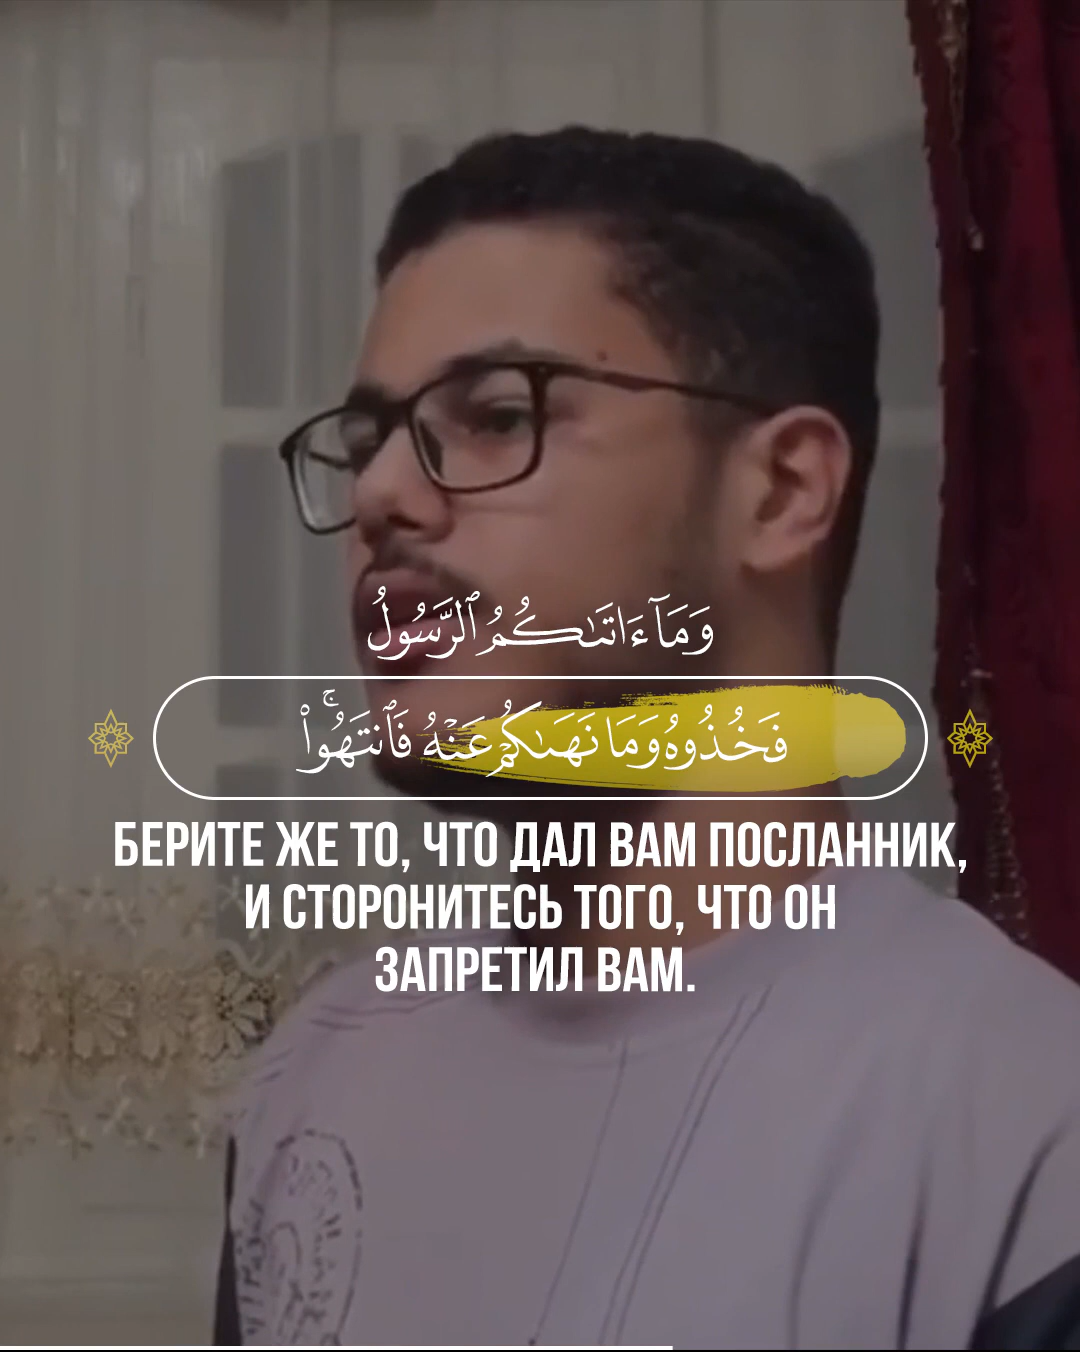 وَمَآ ءَاتَىٰكُمُ ٱلرَّسُولُ
فَخُذُوهُ وَمَا نَهَىٰكُمْ عَنْهُ فَٱنتَهُوا۟ ۚ
БЕРИТЕ ЖЕ ТО, ЧТО ДАЛ ВАМ ПОСЛАННИК,
И СТОРОНИТЕСЬ ТОГО, ЧТО ОН
ЗАПРЕТИЛ ВАМ.